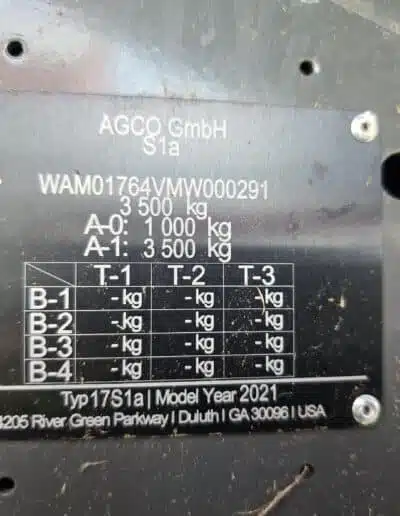 AGCO GmbH
S1a
WAM01764VMW000291
3 500 kg
A-0: 1 000 kg
A-1: 3 500 kg
T-1 T-2 T-3
B-1 -kg -kg -kg
B-2 -kg -kg -kg
B-3 -kg -kg -kg
B-4 -kg -kg -kg
Typ17S1a | Model Year 2021
4205 River Green Parkway | Duluth | GA 30096 | USA